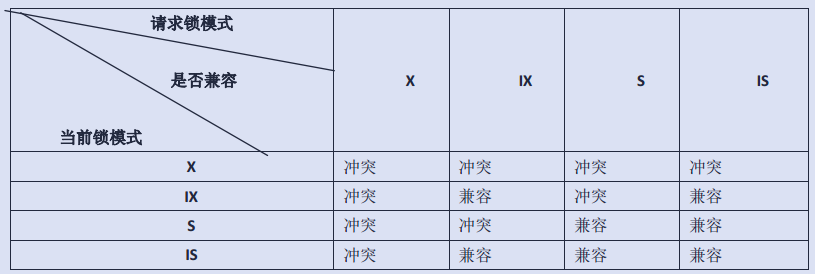 请求锁模式
是否兼容
当前锁模式
X IX S IS
X 冲突 冲突 冲突 冲突
IX 冲突 兼容 冲突 兼容
S 冲突 冲突 兼容 兼容
IS 冲突 兼容 兼容 兼容